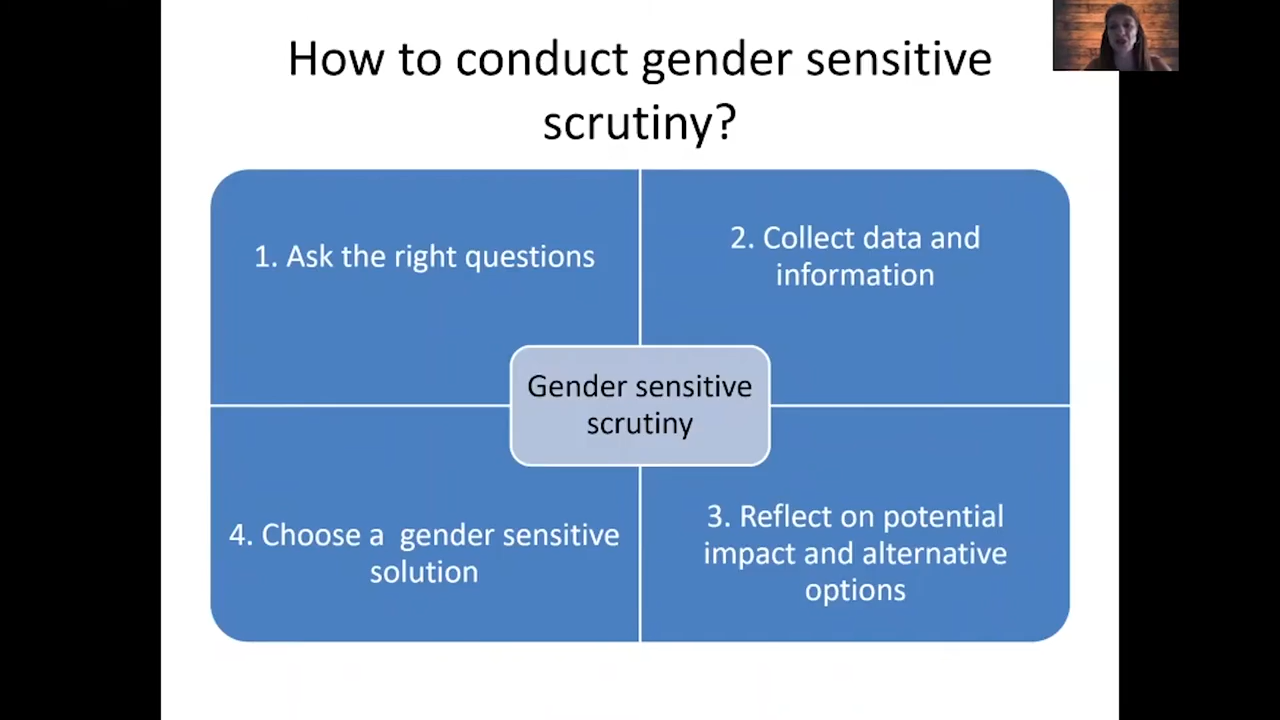 How to conduct gender sensitive
scrutiny?
1. Ask the right questions
2. Collect data and
information
Gender sensitive
scrutiny
4. Choose a  gender sensitive
solution
3. Reflect on potential
impact and alternative
options